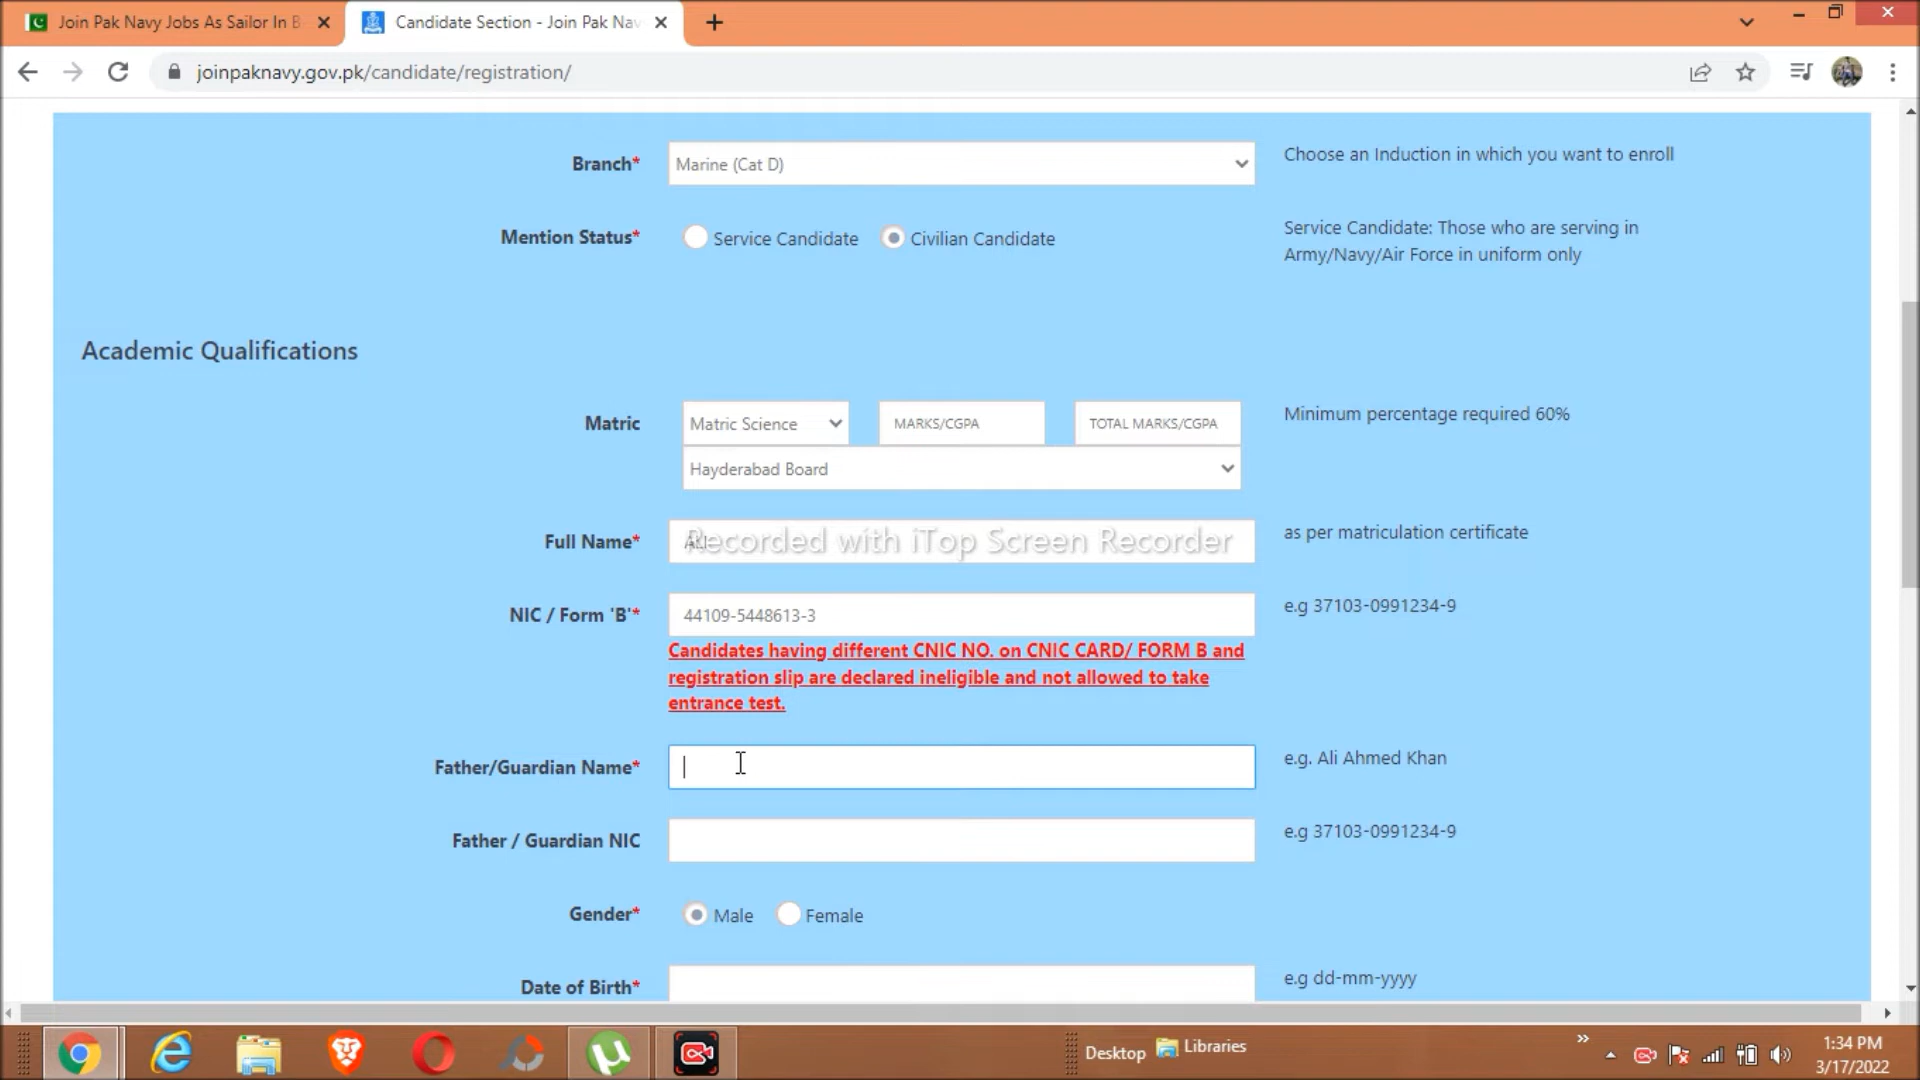 Join Pak Navy Jobs As Sailor In B
Candidate Section - Join Pak Nav
joinpaknavy.gov.pk/candidate/registration/
Branch*
Marine (Cat D)
Choose an Induction in which you want to enroll
Mention Status*
Service Candidate
Civilian Candidate
Service Candidate: Those who are serving in
Army/Navy/Air Force in uniform only
Academic Qualifications
Matric
Matric Science
MARKS/CGPA
TOTAL MARKS/CGPA
Minimum percentage required 60%
Hayderabad Board
Full Name*
Recorded with iTop Screen Recorder
as per matriculation certificate
NIC / Form 'B'*
44109-5448613-3
e.g 37103-0991234-9
Candidates having different CNIC NO. on CNIC CARD/ FORM B and
registration slip are declared ineligible and not allowed to take
entrance test.
Father/Guardian Name*
e.g. Ali Ahmed Khan
Father / Guardian NIC
e.g 37103-0991234-9
Gender*
Male
Female
Date of Birth*
e.g dd-mm-yyyy
Desktop
Libraries
1:34 PM
3/17/2022